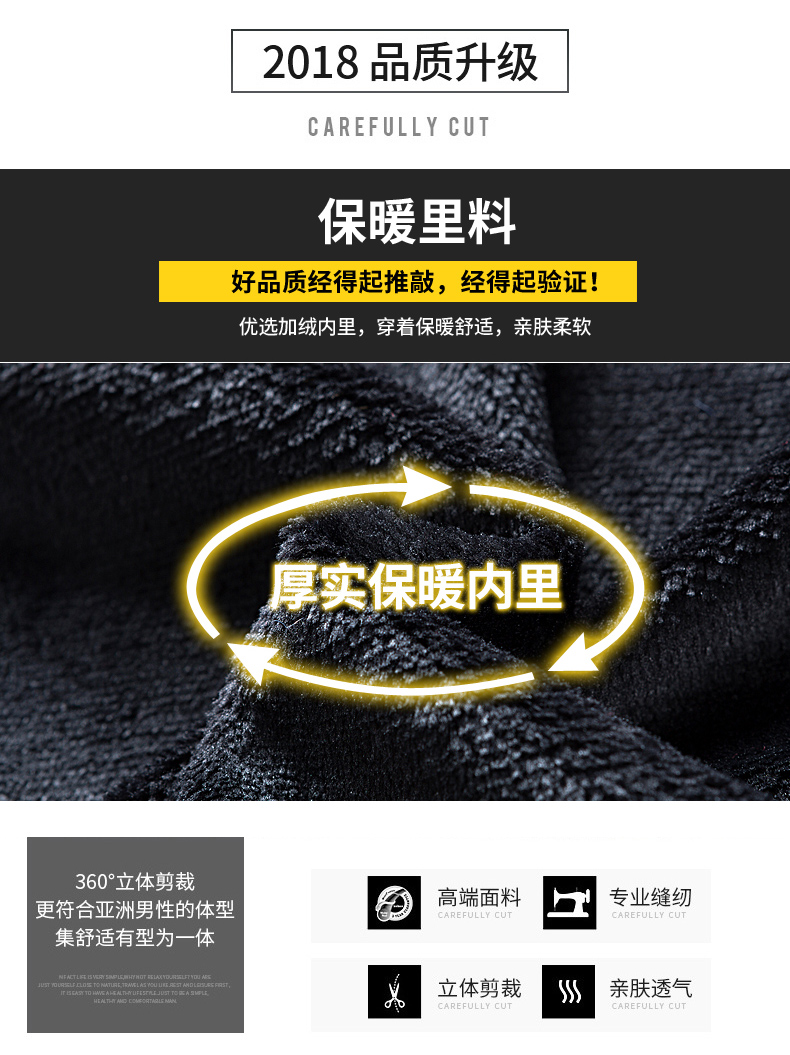 2018 品质升级
CAREFULLY CUT
保暖里料
好品质经得起推敲，经得起验证！
优选加绒内里，穿着保暖舒适，亲肤柔软
厚实保暖内里
360°立体剪裁
更符合亚洲男性的体型
集舒适有型为一体
高端面料
CAREFULLY CUT
专业缝纫
CAREFULLY CUT
立体剪裁
CAREFULLY CUT
亲肤透气
CAREFULLY CUT